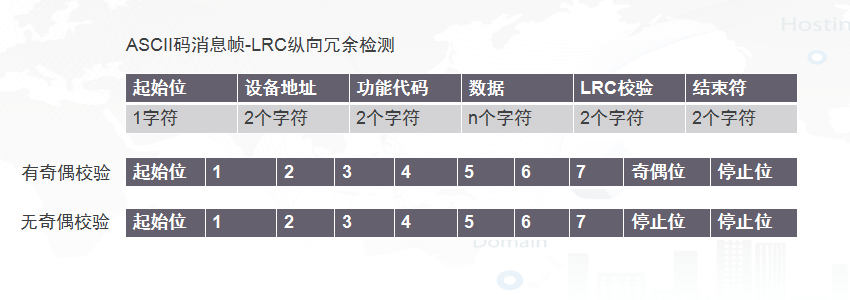 Hosting
ASCII码消息帧-LRC纵向冗余检测
起始位 设备地址 功能代码 数据 LRC校验 结束符
1字符 2个字符 2个字符 n个字符 2个字符 2个字符
有奇偶校验 起始位 1 2 3 4 5 6 7 奇偶位 停止位
无奇偶校验 起始位 1 2 3 4 5 6 7 停止位 停止位
Domain